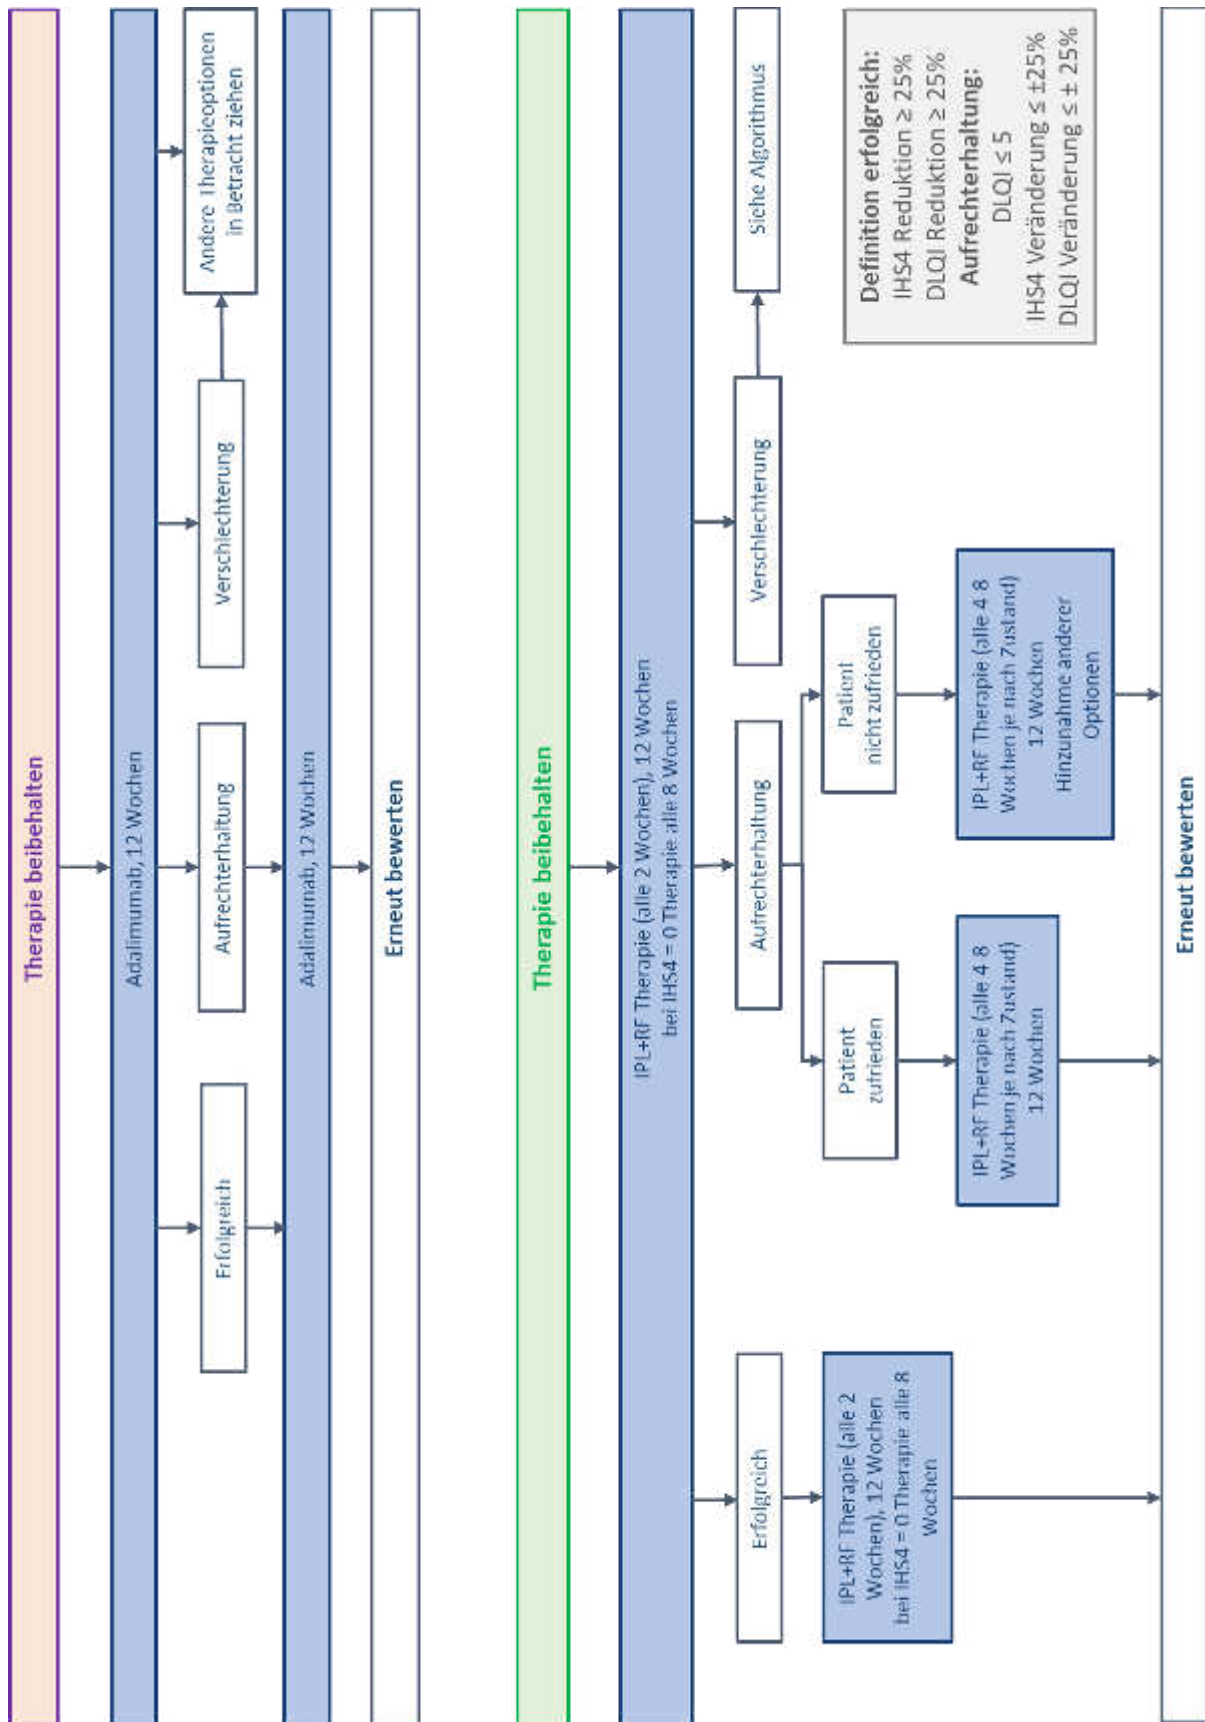 Therapie beibehalten
Adalimumab, 12 Wochen
Erfolgreich
Aufrechterhaltung
Verschlechterung
Andere Therapieoptionen
in Betracht ziehen
Adalimumab, 12 Wochen
Erneut bewerten
Therapie beibehalten
IPL+RF Therapie (alle 2 Wochen), 12 Wochen
bei IHS4 = 0 Therapie alle 8 Wochen
Erfolgreich
Aufrechterhaltung
Verschlechterung
Siehe Algorithmus
IPL+RF Therapie (alle 2
Wochen), 12 Wochen
bei IHS4 = 0 Therapie alle 8
Wochen
Patient
zufrieden
Patient
nicht zufrieden
IPL+RF Therapie (alle 4 8
Wochen je nach Zustand)
12 Wochen
IPL+RF Therapie (alle 4 8
Wochen je nach Zustand)
12 Wochen
Hinzunahme anderer
Optionen
Definition erfolgreich:
IHS4 Reduktion ≥ 25%
DLQI Reduktion ≥ 25%
Aufrechterhaltung:
DLQI ≤ 5
IHS4 Veränderung ≤ ±25%
DLQI Veränderung ≤ ± 25%
Erneut bewerten